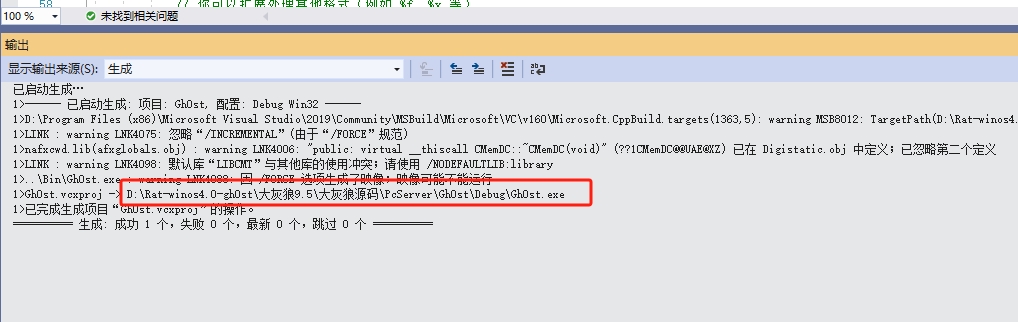 58 // 你可以扩展处理其他格式（例如 %f, %x 等）
100 % 未找到相关问题
输出
显示输出来源(S): 生成
已启动生成…
1>------ 已启动生成: 项目: Gh0st, 配置: Debug Win32 ------
1>D:\Program Files (x86)\Microsoft Visual Studio\2019\Community\MSBuild\Microsoft\VC\v160\Microsoft.CppBuild.targets(1363,5): warning MSB8012: TargetPath(D:\Rat-winos4.
1>LINK : warning LNK4075: 忽略“/INCREMENTAL”(由于“/FORCE”规范)
1>nafxcwd.lib(afxglobals.obj) : warning LNK4006: "public: virtual __thiscall CMemDC::~CMemDC(void)" (??1CMemDC@@UAE@XZ) 已在 Digistatic.obj 中定义；已忽略第二个定义
1>LINK : warning LNK4098: 默认库“LIBCMT”与其他库的使用冲突；请使用 /NODEFAULTLIB:library
1>..\Bin\Gh0st.exe : warning LNK4088: 因 /FORCE 选项生成了映像；映像可能不能运行
1>Gh0st.vcxproj -> D:\Rat-winos4.0-gh0st\大灰狼9.5\大灰狼源码\PcServer\Gh0st\Debug\Gh0st.exe
1>已完成生成项目“Gh0st.vcxproj”的操作。
========== 生成: 成功 1 个，失败 0 个，最新 0 个，跳过 0 个 ==========